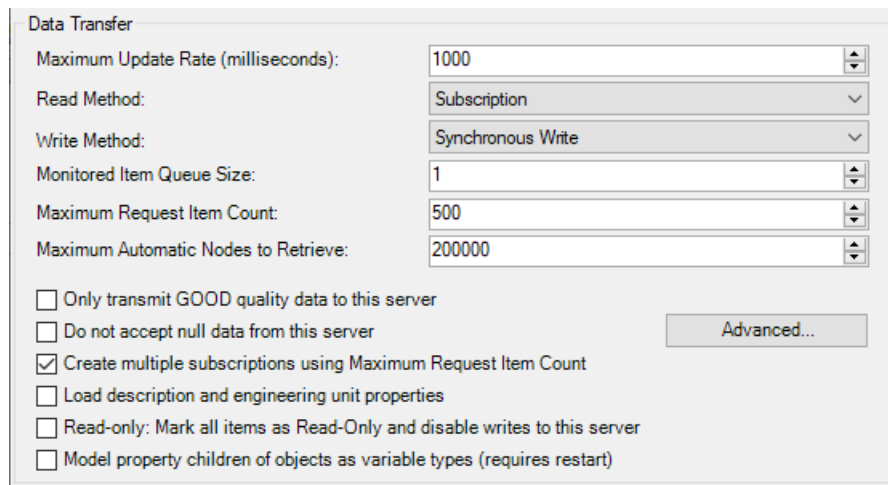 Data Transfer
Maximum Update Rate (milliseconds): 1000
Read Method: Subscription
Write Method: Synchronous Write
Monitored Item Queue Size: 1
Maximum Request Item Count: 500
Maximum Automatic Nodes to Retrieve: 200000
Only transmit GOOD quality data to this server
Do not accept null data from this server Advanced...
Create multiple subscriptions using Maximum Request Item Count
Load description and engineering unit properties
Read-only: Mark all items as Read-Only and disable writes to this server
Model property children of objects as variable types (requires restart)